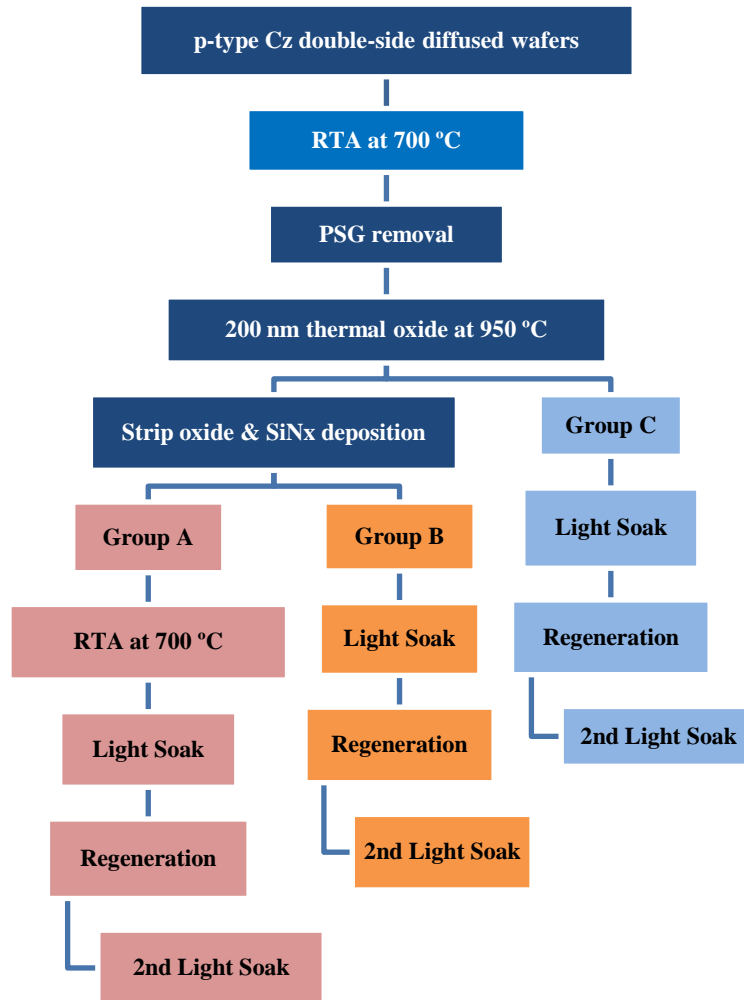 p-type Cz double-side diffused wafers
RTA at 700 ºC
PSG removal
200 nm thermal oxide at 950 ºC
Strip oxide & SiNx deposition
Group C
Group A
Group B
Light Soak
RTA at 700 ºC
Light Soak
Regeneration
Light Soak
Regeneration
2nd Light Soak
Regeneration
2nd Light Soak
2nd Light Soak